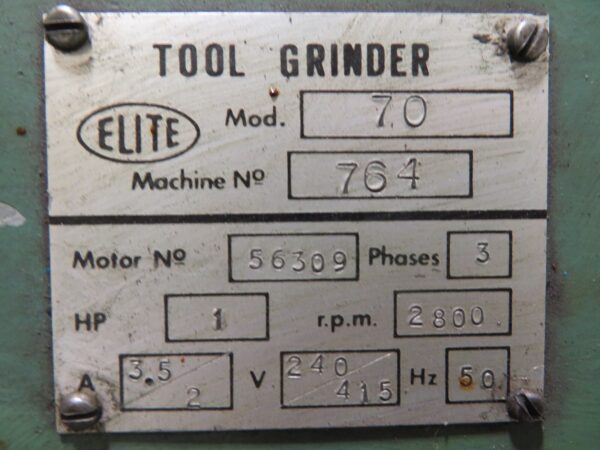 TOOL GRINDER
ELITE Mod. 70
Machine Nº 764
Motor Nº 56309 Phases 3
HP 1 r.p.m. 2800.
A 3.5 / 2 V 240 / 415 Hz 50